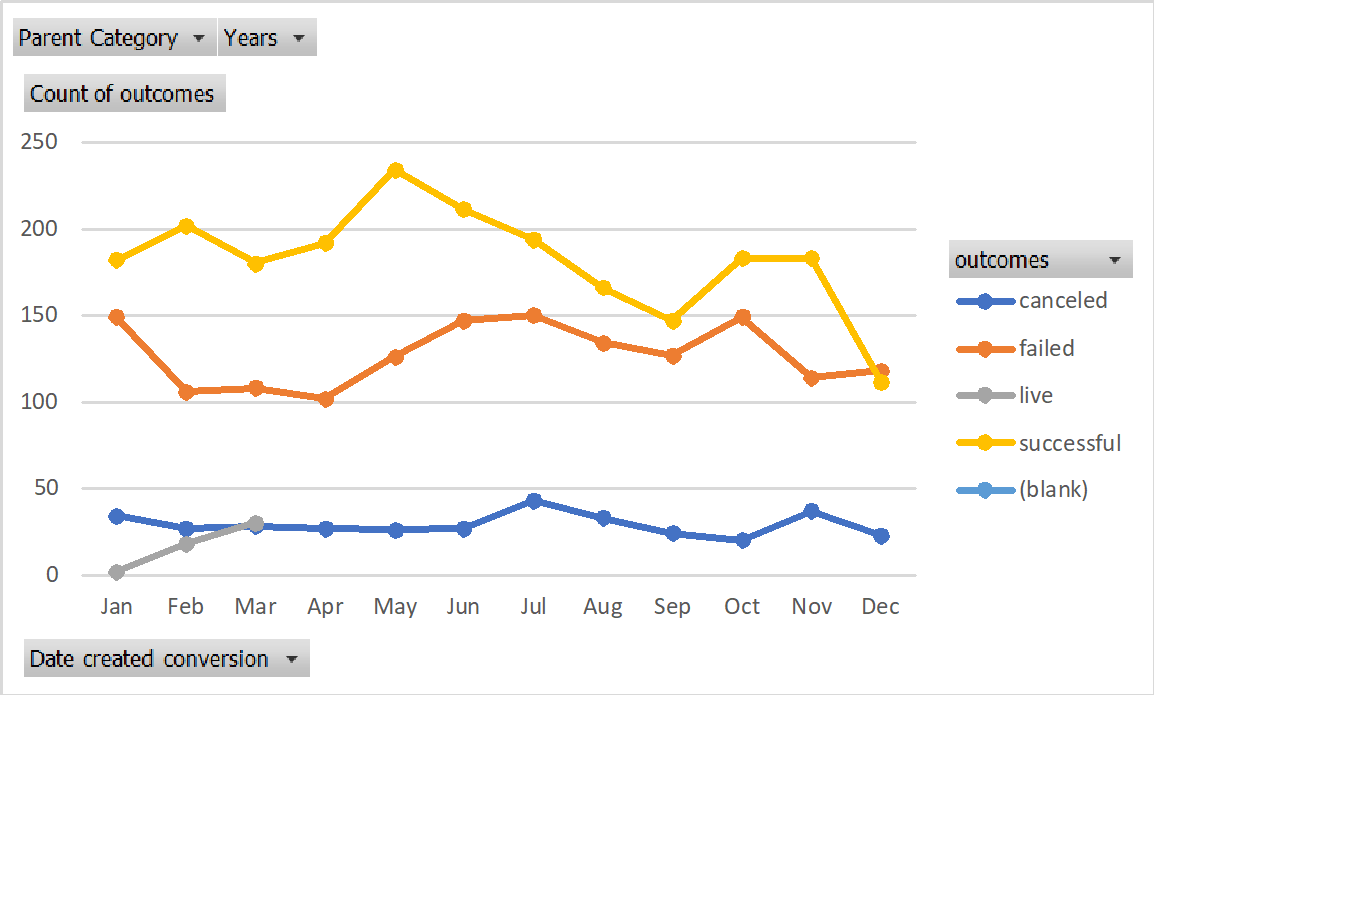 Parent Category Years
Count of outcomes
250
200
150
100
50
0
Jan Feb Mar Apr May Jun Jul Aug Sep Oct Nov Dec
outcomes
canceled
failed
live
successful
(blank)
Date created conversion